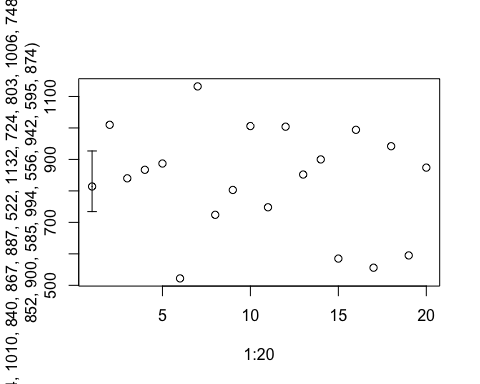 , 1010, 840, 867, 887, 522, 1132, 724, 803, 1006, 748
852, 900, 585, 994, 556, 942, 595, 874)
1100
900
700
500
5 10 15 20
1:20